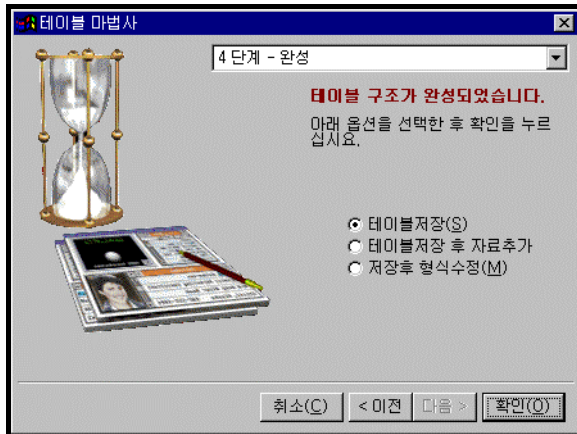 테이블 마법사
4 단계 - 완성
테이블 구조가 완성되었습니다.
아래 옵션을 선택한 후 확인을 누르
십시요.
테이블저장(S)
테이블저장 후 자료추가
저장후 형식수정(M)
취소(C)
< 이전
다음 >
확인(O)